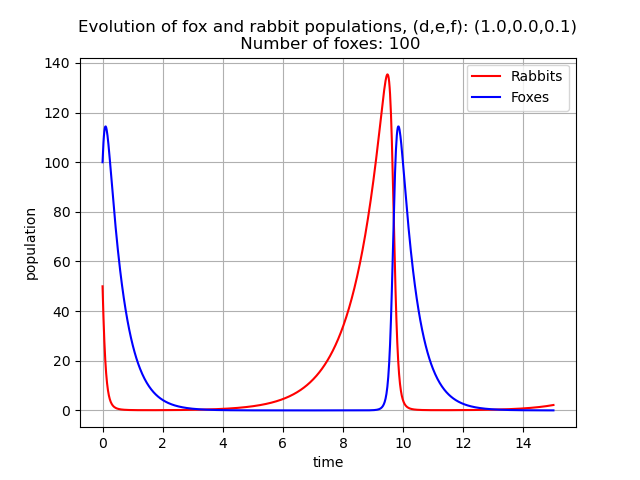 Evolution of fox and rabbit populations, (d,e,f): (1.0,0.0,0.1)
Number of foxes: 100
Rabbits
Foxes
population
140
120
100
80
60
40
20
0
0 2 4 6 8 10 12 14
time